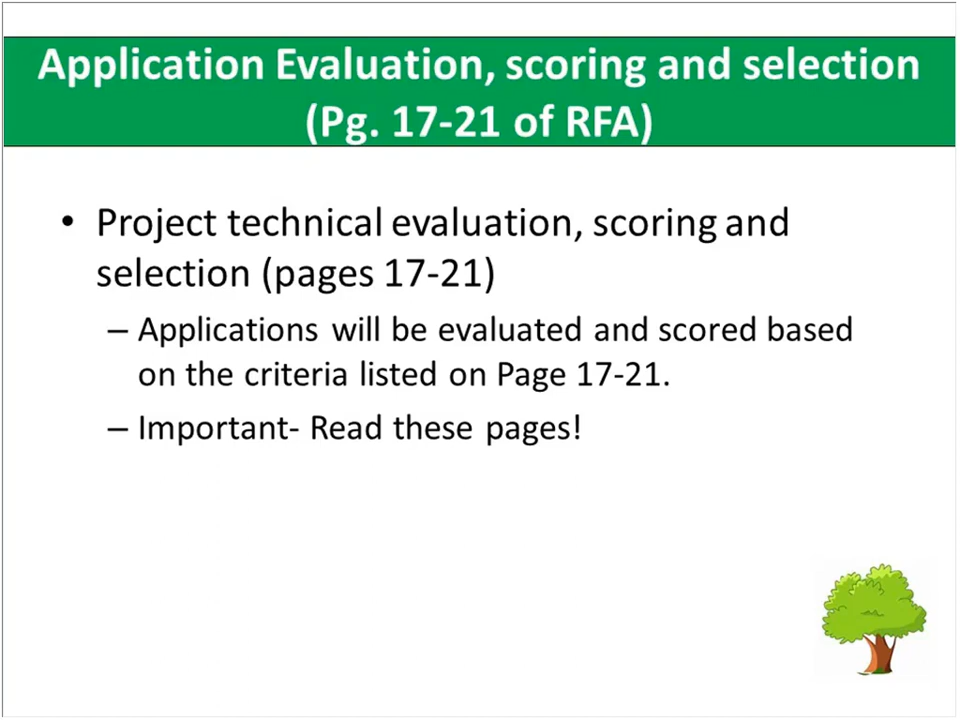 Application Evaluation, scoring and selection
(Pg. 17-21 of RFA)
• Project technical evaluation, scoring and
selection (pages 17-21)
– Applications will be evaluated and scored based
on the criteria listed on Page 17-21.
– Important- Read these pages!